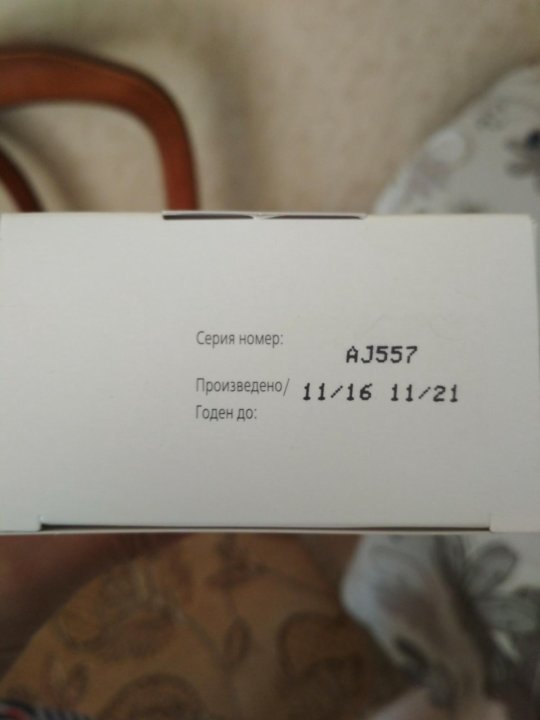 Серия номер: AJ557
Произведено/ 11/16 11/21
Годен до: